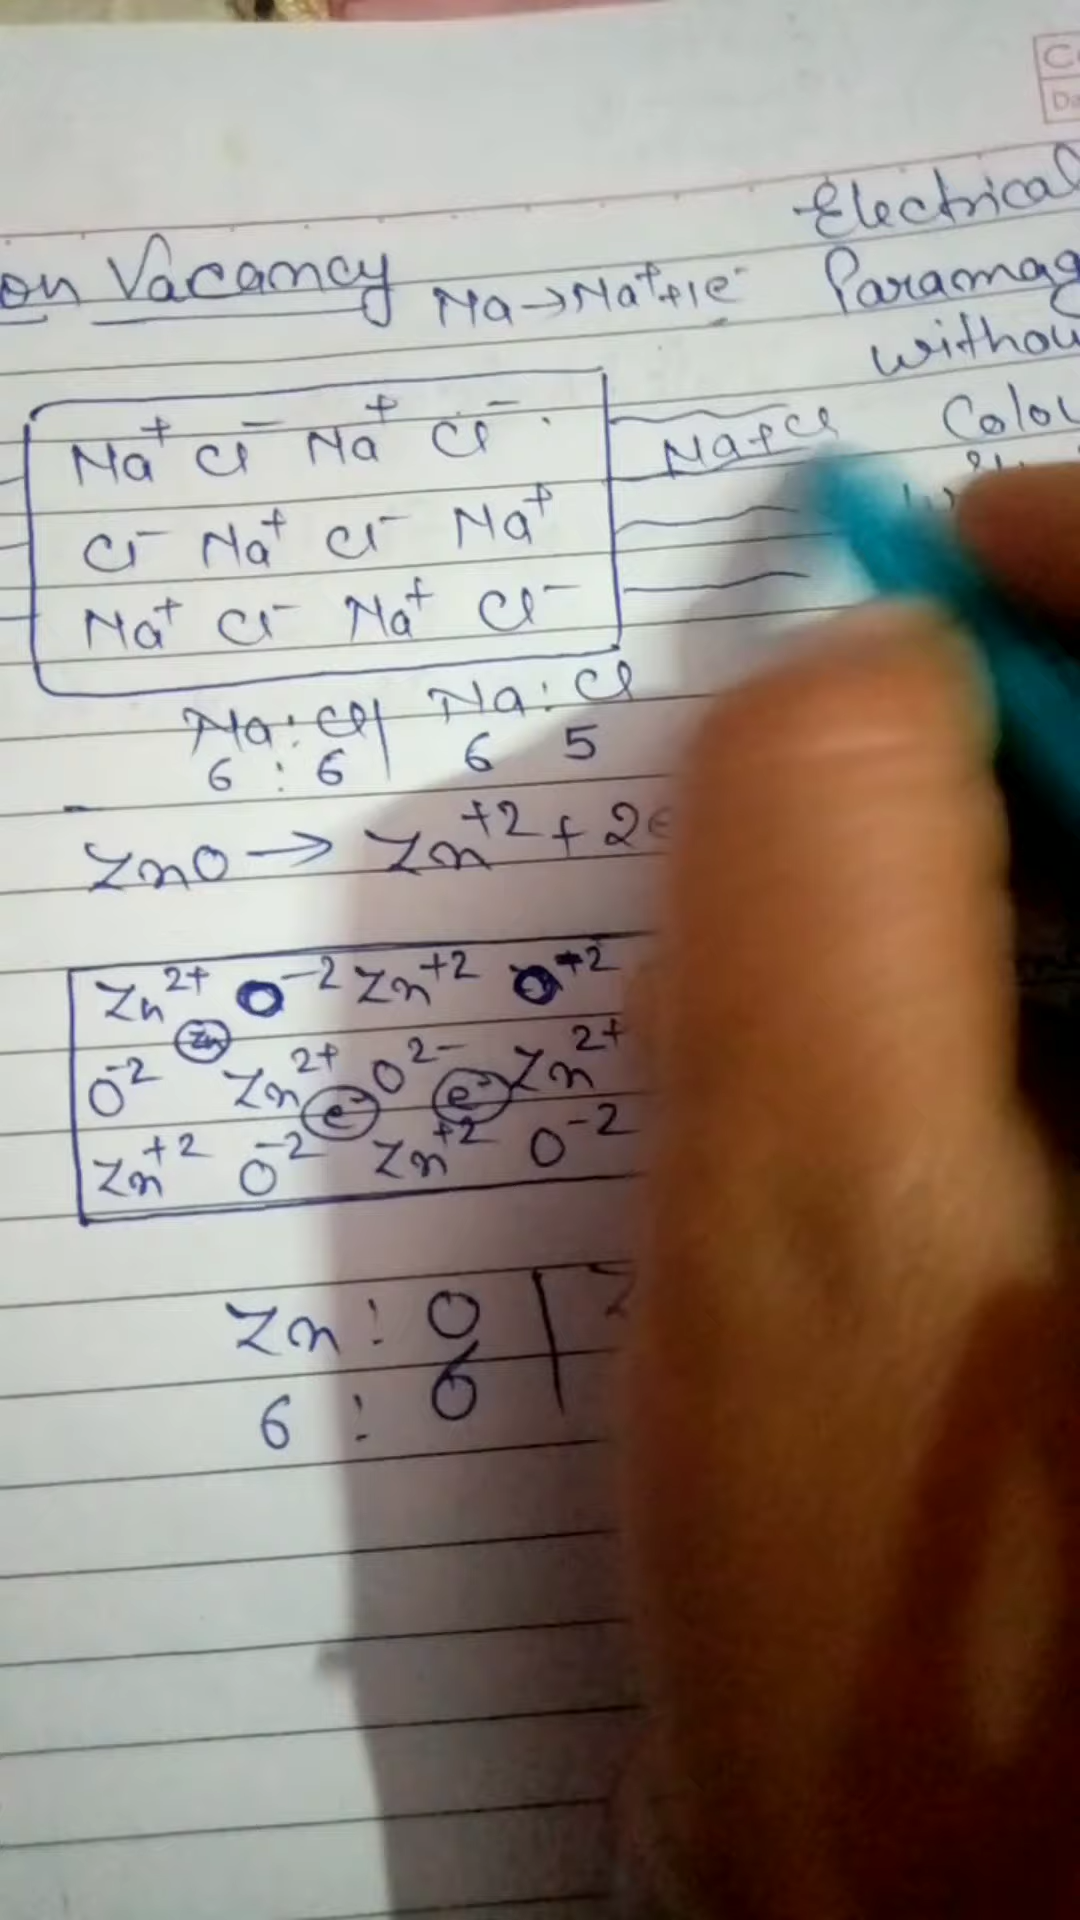 on Vacancy Na → Na⁺ + 1e⁻
Electrical
Paramag
withou
Colou
Na⁺ Cl⁻ Na⁺ Cl⁻
Na + Cl
Cl⁻ Na⁺ Cl⁻ Na⁺
Na⁺ Cl⁻ Na⁺ Cl⁻
Na : Cl | Na : Cl
6 : 6 | 6 5
ZnO → Zn⁺² + 2e
Zn²⁺ O⁻² Zn⁺² O⁺²
Zn
O⁻² Zn²⁺ O²⁻ Zn²⁺
e⁻ e⁻
Zn⁺² O⁻² Zn⁺² O⁻²
Zn : O |
6 : 6